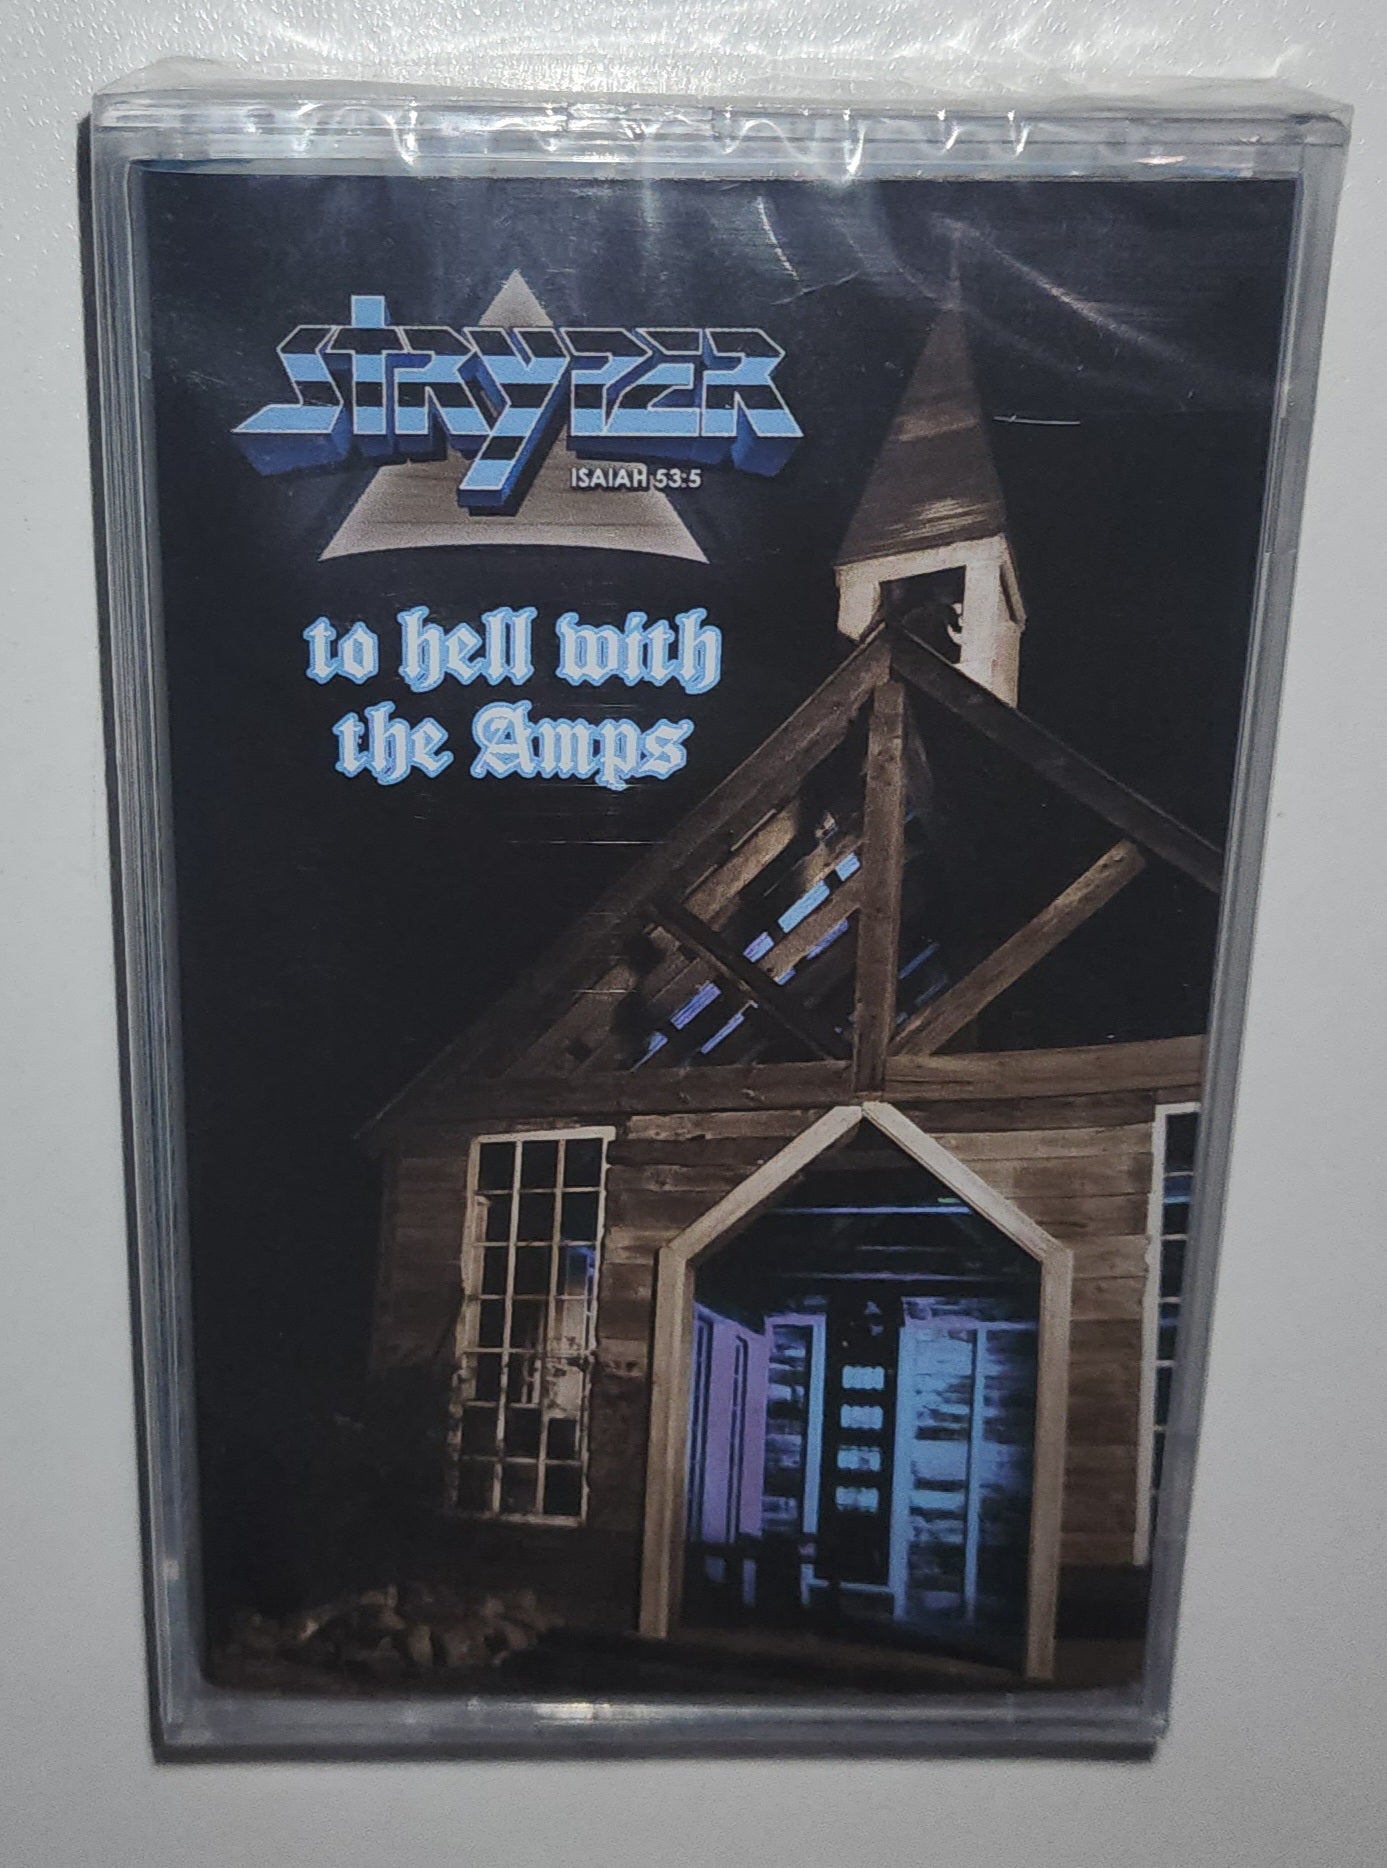 STRYPER
ISAIAH 53:5
to hell with
the Amps